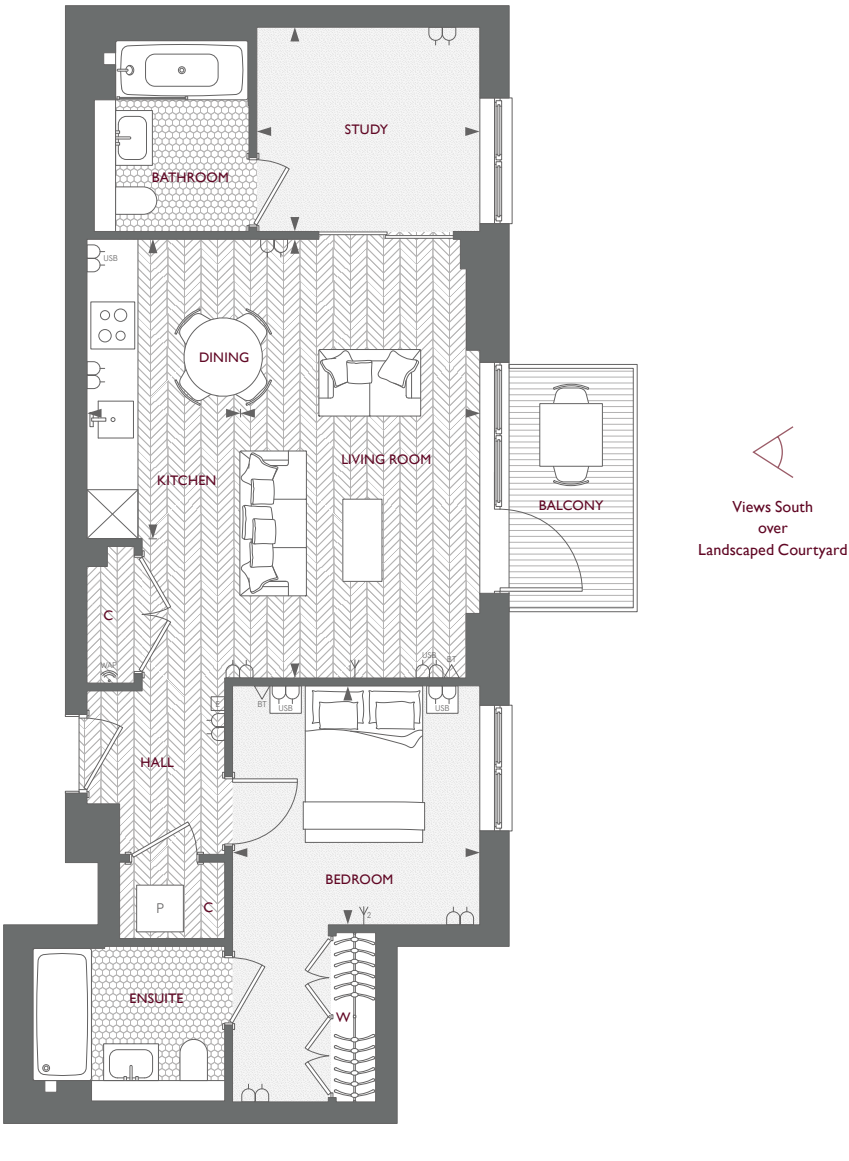 STUDY
BATHROOM
USB
DINING
LIVING ROOM
KITCHEN
BALCONY
Views South
over
Landscaped Courtyard
C
WAP
USB
BT
E
BT
USB
USB
HALL
BEDROOM
P
C
2
ENSUITE
W